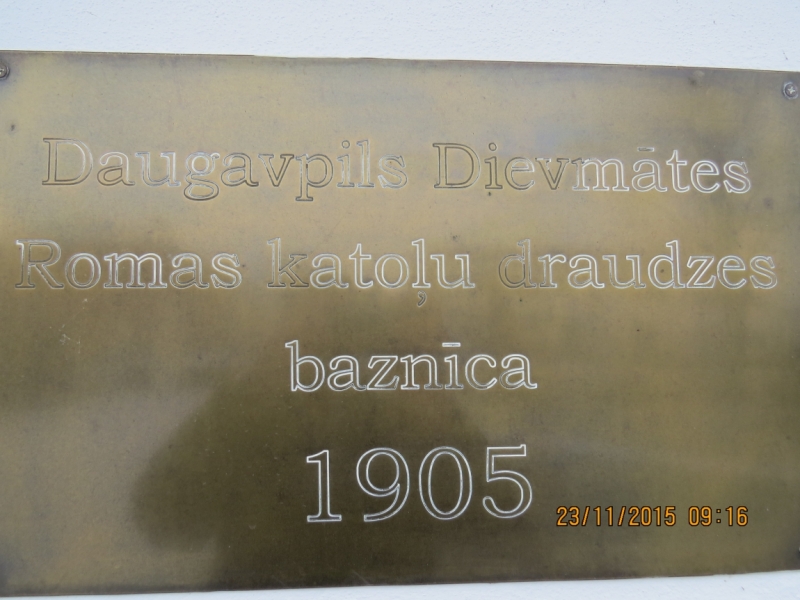 Daugavpils Dievmātes
Romas katoļu draudzes
baznīca
1905
23/11/2015 09:16